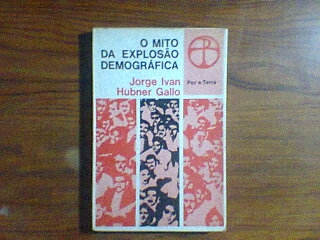 O MITO
DA EXPLOSÃO
DEMOGRÁFICA
Jorge Ivan
Hubner Gallo
Paz e Terra